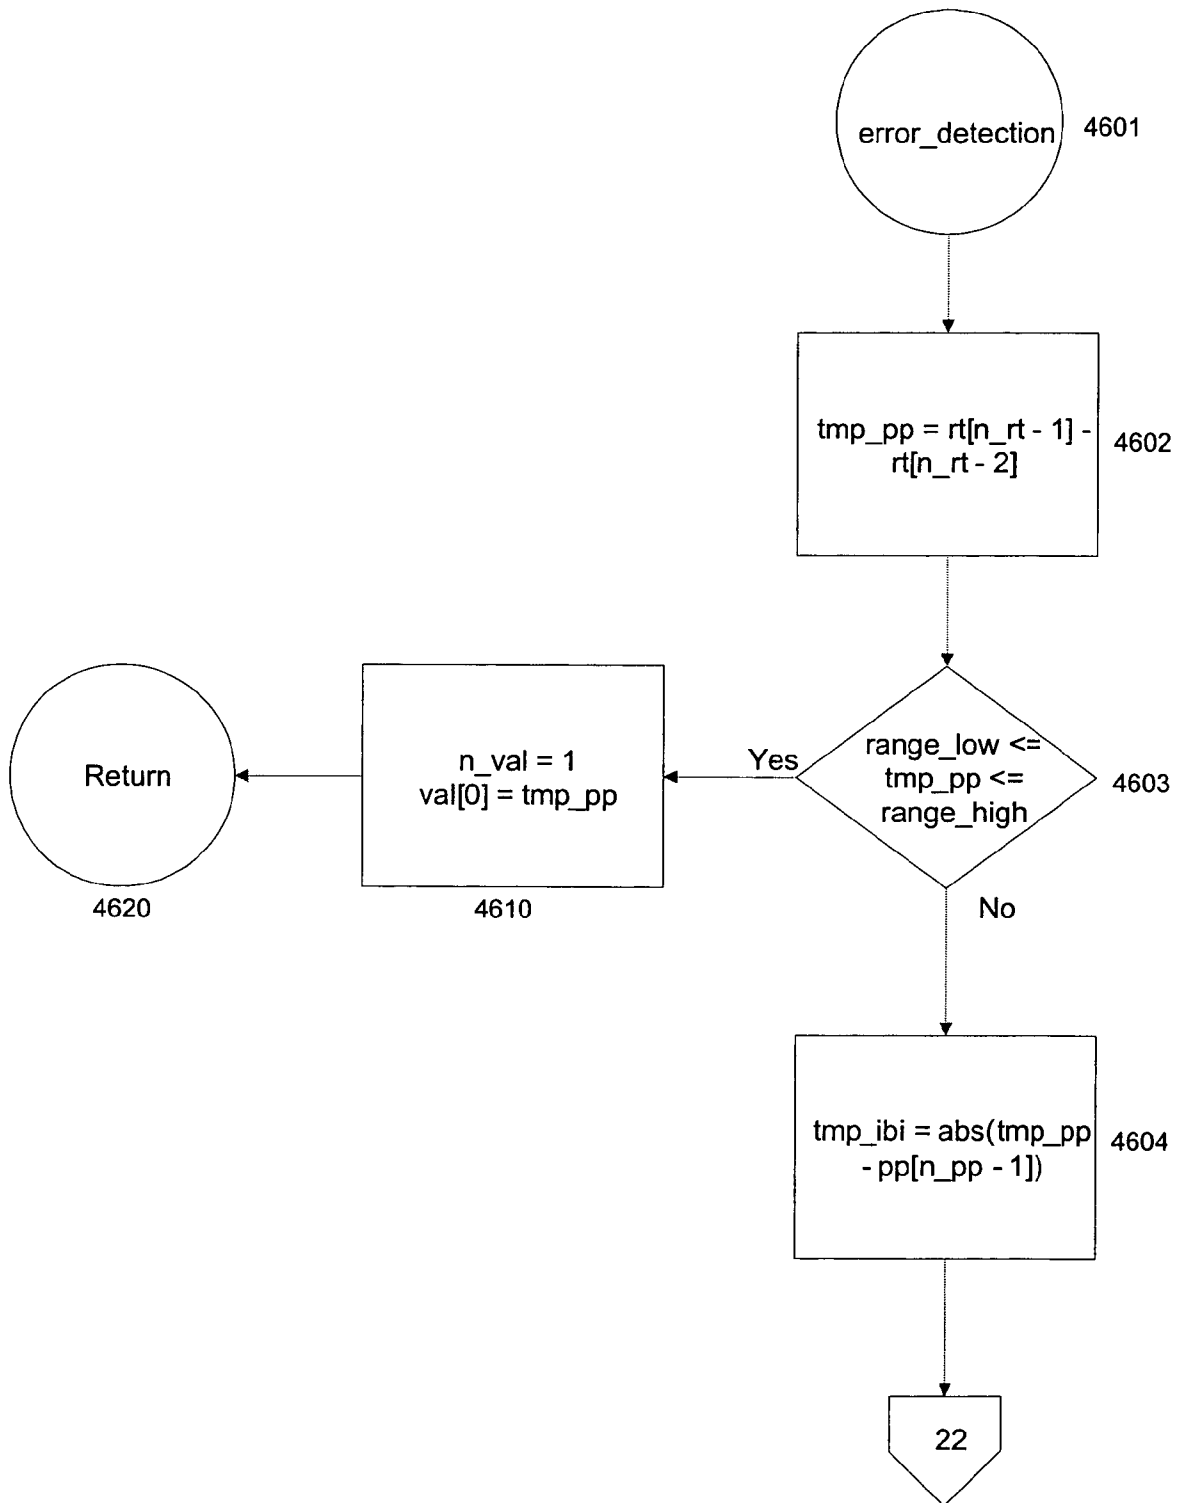 error_detection
4601
tmp_pp = rt[n_rt - 1] -
rt[n_rt - 2]
4602
range_low <=
tmp_pp <=
range_high
4603
Yes
n_val = 1
val[0] = tmp_pp
4610
Return
4620
No
tmp_ibi = abs(tmp_pp
- pp[n_pp - 1])
4604
22